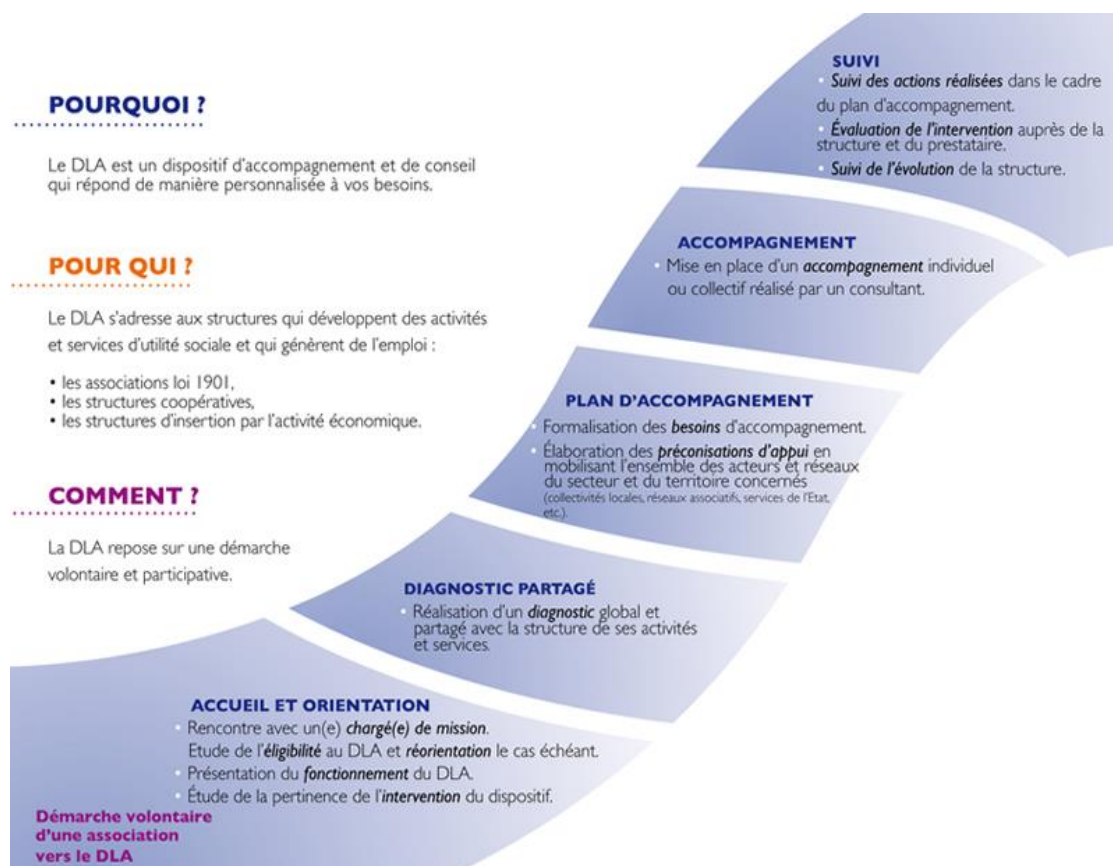 POURQUOI ?
Le DLA est un dispositif d'accompagnement et de conseil
qui répond de manière personnalisée à vos besoins.
POUR QUI ?
Le DLA s'adresse aux structures qui développent des activités
et services d'utilité sociale et qui génèrent de l'emploi :
• les associations loi 1901,
• les structures coopératives,
• les structures d'insertion par l'activité économique.
COMMENT ?
La DLA repose sur une démarche
volontaire et participative.
SUIVI
• Suivi des actions réalisées dans le cadre
du plan d'accompagnement.
• Évaluation de l'intervention auprès de la
structure et du prestataire.
• Suivi de l'évolution de la structure.
ACCOMPAGNEMENT
• Mise en place d'un accompagnement individuel
ou collectif réalisé par un consultant.
PLAN D'ACCOMPAGNEMENT
• Formalisation des besoins d'accompagnement.
• Élaboration des préconisations d'appui en
mobilisant l'ensemble des acteurs et réseaux
du secteur et du territoire concernés
(collectivités locales, réseaux associatifs, services de l'Etat,
etc.).
DIAGNOSTIC PARTAGÉ
• Réalisation d'un diagnostic global et
partagé avec la structure de ses activités
et services.
ACCUEIL ET ORIENTATION
• Rencontre avec un(e) chargé(e) de mission.
Etude de l'éligibilité au DLA et réorientation le cas échéant.
• Présentation du fonctionnement du DLA.
• Étude de la pertinence de l'intervention du dispositif.
Démarche volontaire
d'une association
vers le DLA